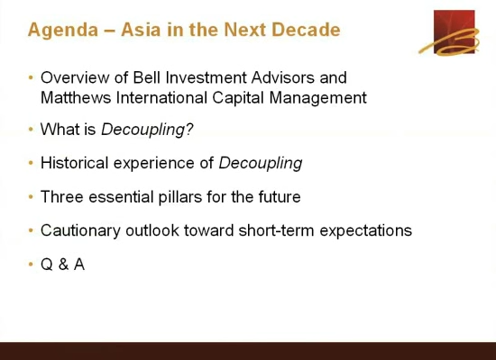 Agenda – Asia in the Next Decade
• Overview of Bell Investment Advisors and
Matthews International Capital Management
• What is Decoupling?
• Historical experience of Decoupling
• Three essential pillars for the future
• Cautionary outlook toward short-term expectations
• Q & A